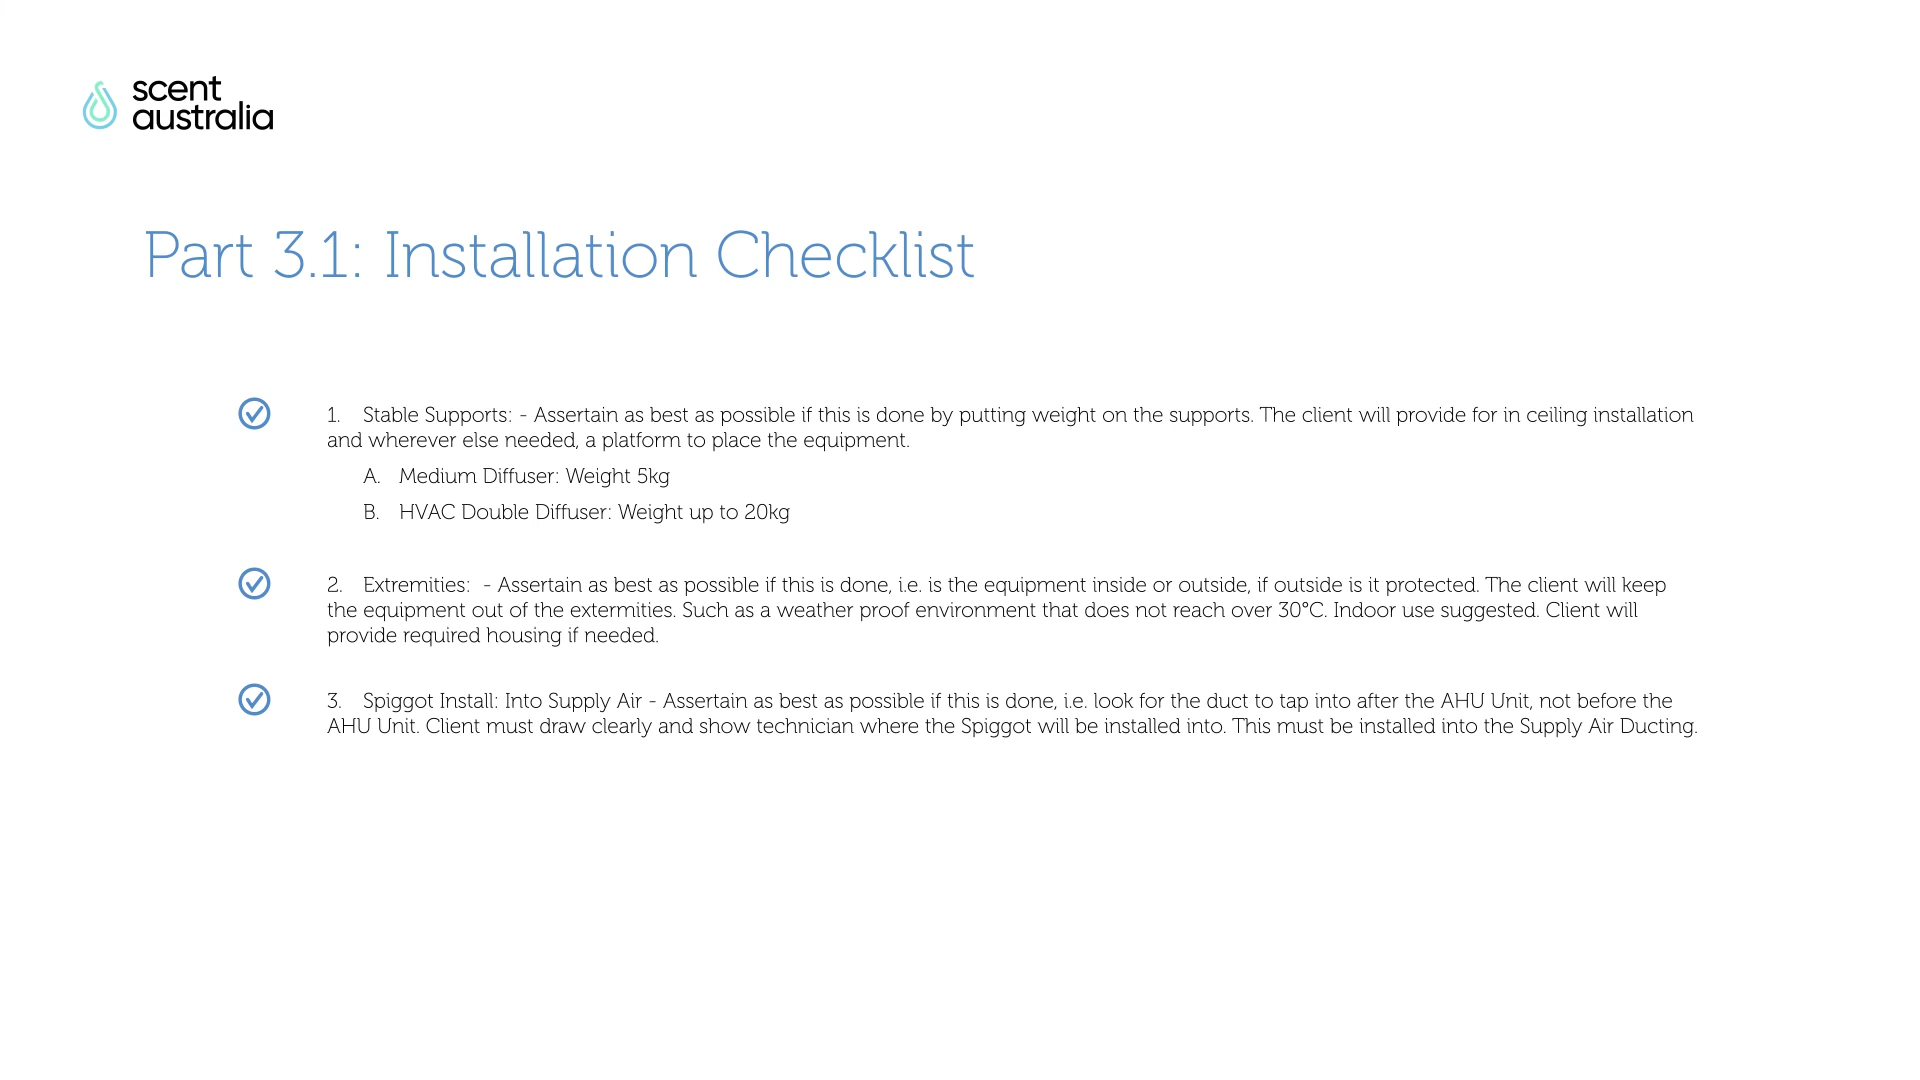 scent
australia
Part 3.1: Installation Checklist
1. Stable Supports: - Assertain as best as possible if this is done by putting weight on the supports. The client will provide for in ceiling installation
and wherever else needed, a platform to place the equipment.
A. Medium Diffuser: Weight 5kg
B. HVAC Double Diffuser: Weight up to 20kg
2. Extremities: - Assertain as best as possible if this is done, i.e. is the equipment inside or outside, if outside is it protected. The client will keep
the equipment out of the extermities. Such as a weather proof environment that does not reach over 30°C. Indoor use suggested. Client will
provide required housing if needed.
3. Spiggot Install: Into Supply Air - Assertain as best as possible if this is done, i.e. look for the duct to tap into after the AHU Unit, not before the
AHU Unit. Client must draw clearly and show technician where the Spiggot will be installed into. This must be installed into the Supply Air Ducting.